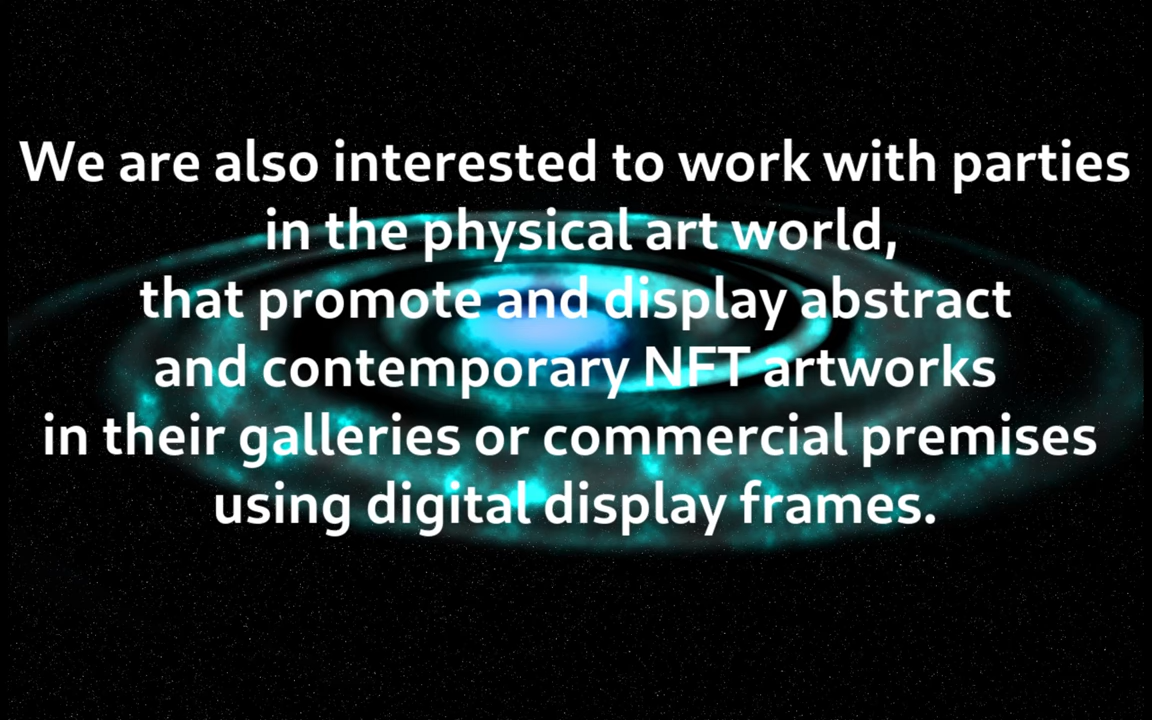 We are also interested to work with parties
in the physical art world,
that promote and display abstract
and contemporary NFT artworks
in their galleries or commercial premises
using digital display frames.